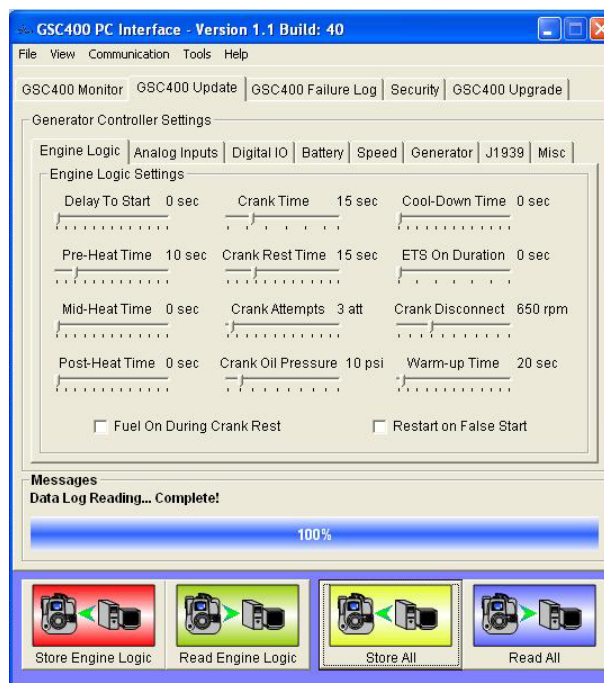 GSC400 PC Interface - Version 1.1 Build: 40
File View Communication Tools Help
GSC400 Monitor GSC400 Update GSC400 Failure Log Security GSC400 Upgrade
Generator Controller Settings
Engine Logic Analog Inputs Digital IO Battery Speed Generator J1939 Misc
Engine Logic Settings
Delay To Start 0 sec Crank Time 15 sec Cool-Down Time 0 sec
Pre-Heat Time 10 sec Crank Rest Time 15 sec ETS On Duration 0 sec
Mid-Heat Time 0 sec Crank Attempts 3 att Crank Disconnect 650 rpm
Post-Heat Time 0 sec Crank Oil Pressure 10 psi Warm-up Time 20 sec
Fuel On During Crank Rest Restart on False Start
Messages
Data Log Reading... Complete!
100%
Store Engine Logic Read Engine Logic Store All Read All